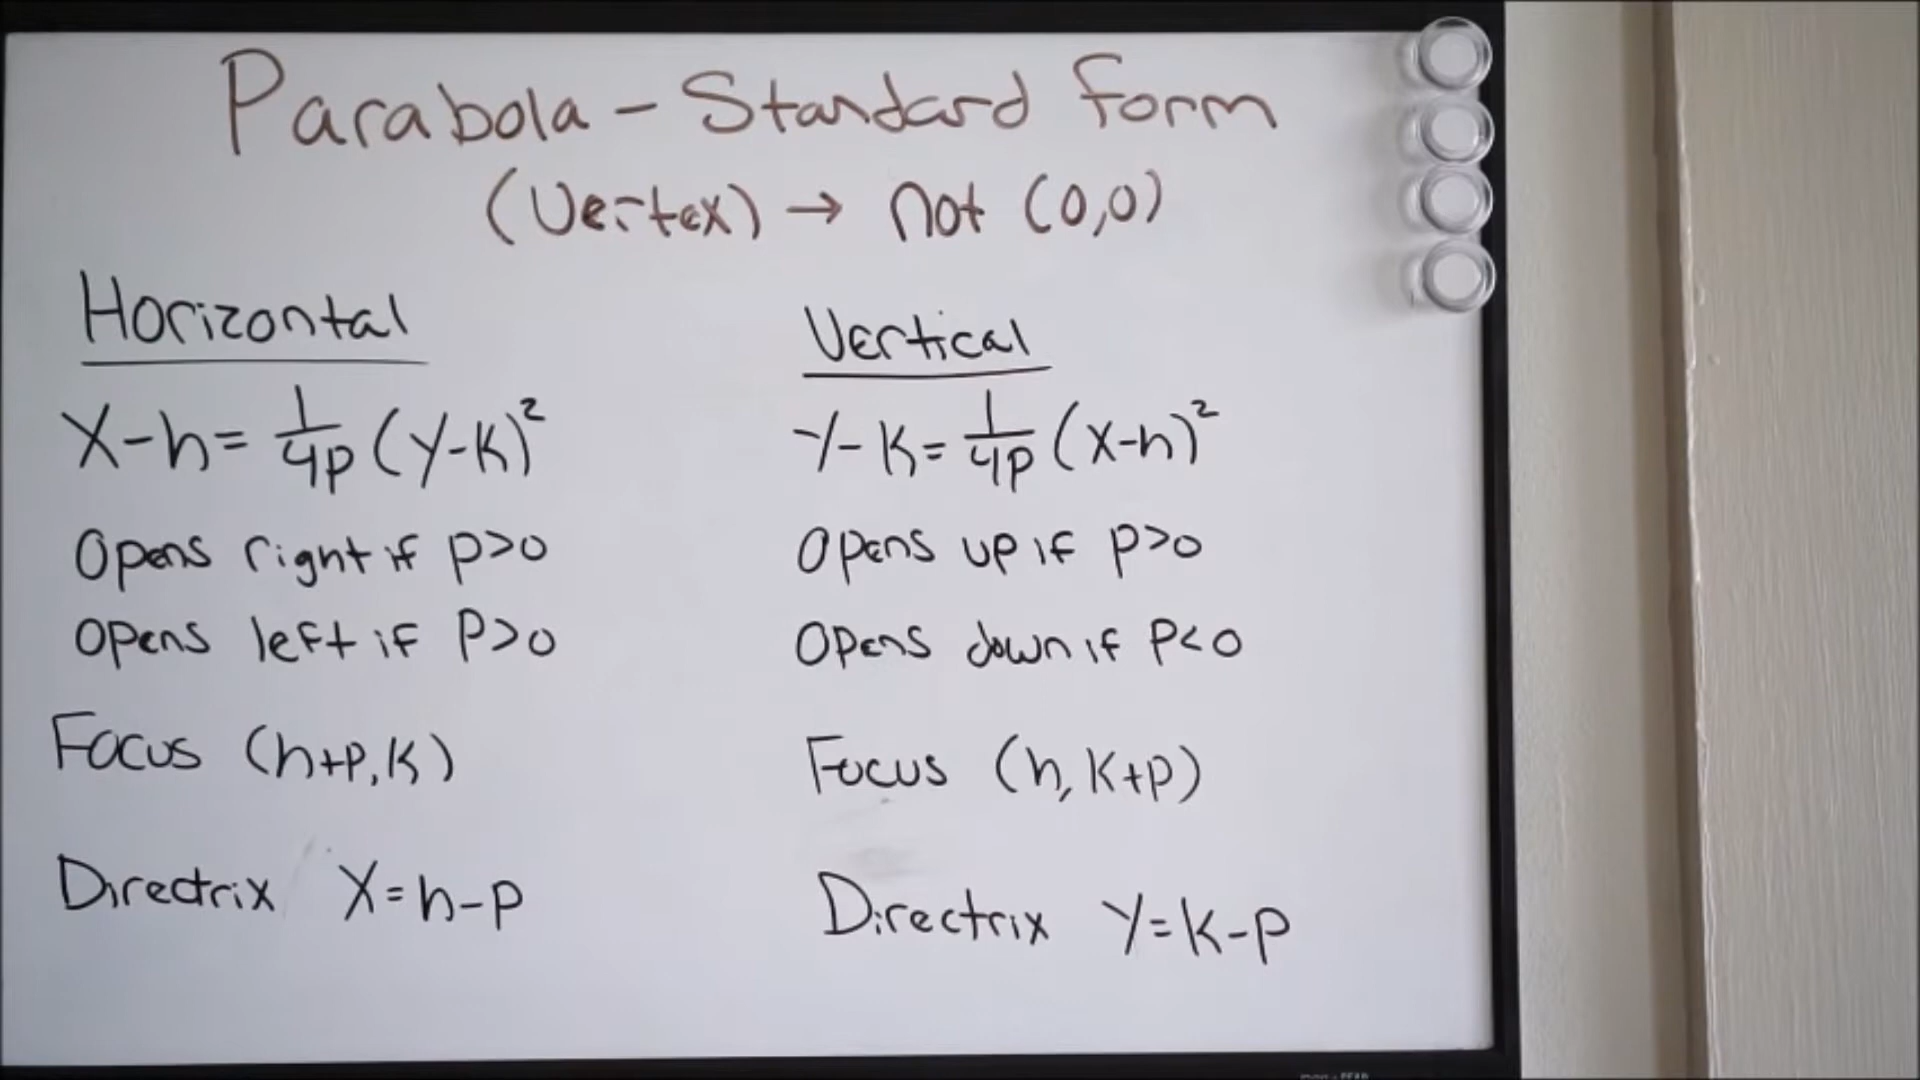 Parabola - Standard Form
(Vertex) → not (0,0)
Horizontal
X-h = 1/4p (Y-K)²
Opens right if p>0
Opens left if P>0
Focus (h+p, K)
Directrix X=h-p
Vertical
Y-K = 1/4p (X-h)²
Opens up if p>0
Opens down if P<0
Focus (h, K+p)
Directrix Y=K-p